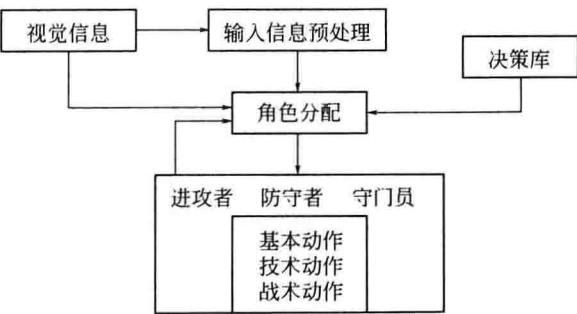 视觉信息
输入信息预处理
决策库
角色分配
进攻者 防守者 守门员
基本动作
技术动作
战术动作